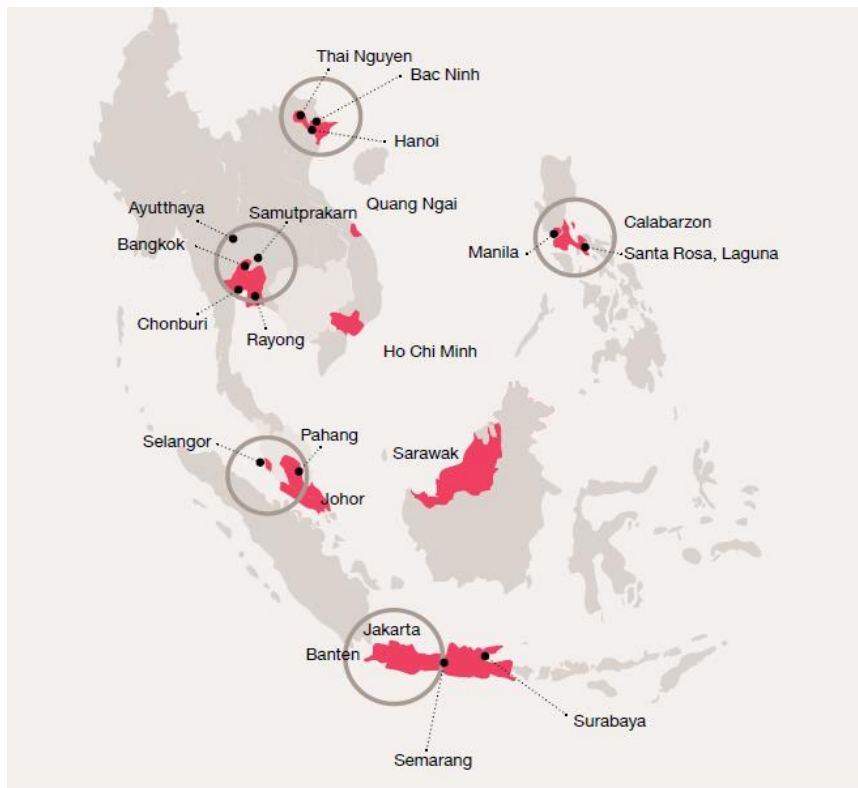 Thai Nguyen
Bac Ninh
Hanoi
Quang Ngai
Ayutthaya
Samutprakarn
Bangkok
Calabarzon
Manila
Santa Rosa, Laguna
Chonburi
Rayong
Ho Chi Minh
Selangor
Pahang
Sarawak
Johor
Jakarta
Banten
Surabaya
Semarang